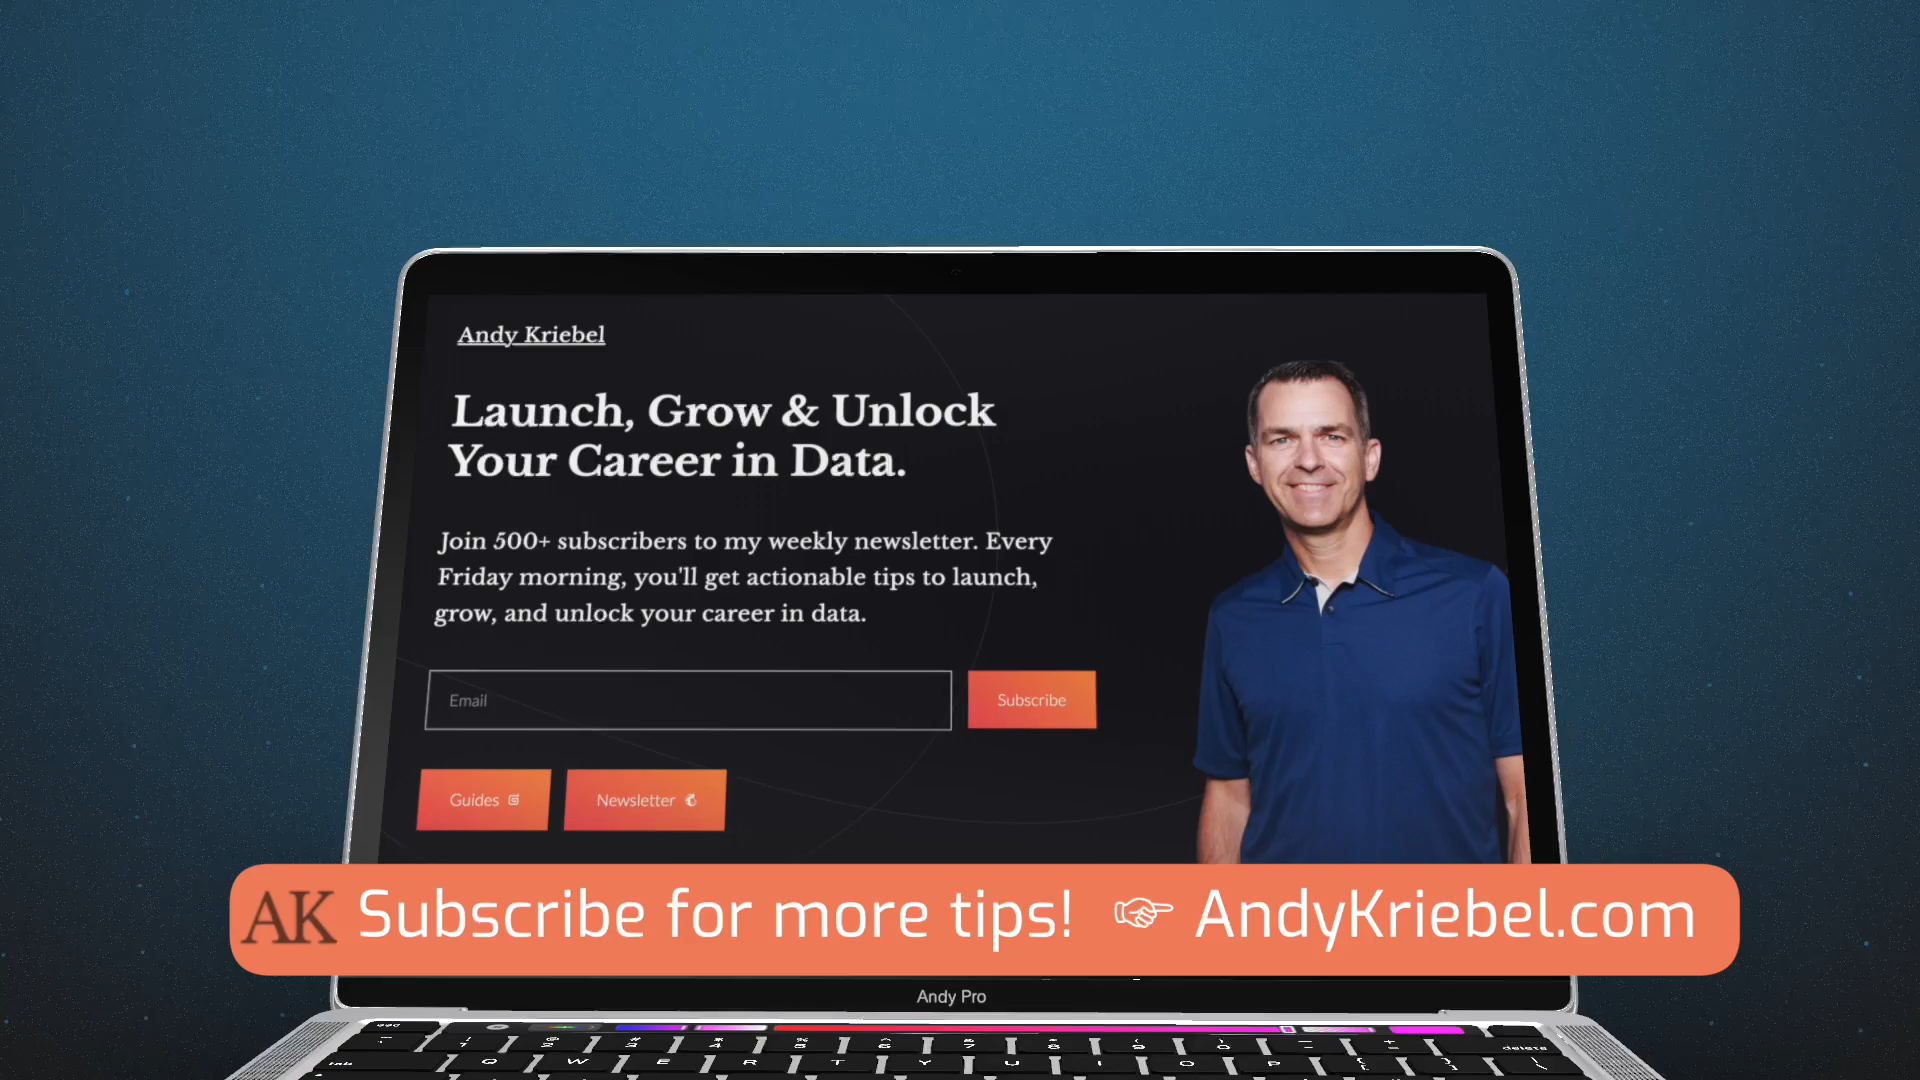 Andy Kriebel
Launch, Grow & Unlock
Your Career in Data.
Join 500+ subscribers to my weekly newsletter. Every
Friday morning, you'll get actionable tips to launch,
grow, and unlock your career in data.
Email
Subscribe
Guides
Newsletter
AK Subscribe for more tips! AndyKriebel.com
Andy Pro
delete
tab
Q W E R T Y U I O P